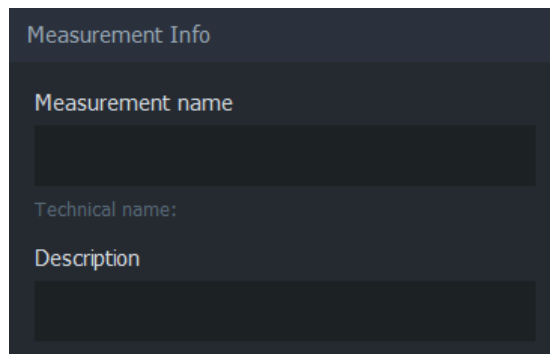 Measurement Info
Measurement name
Technical name:
Description